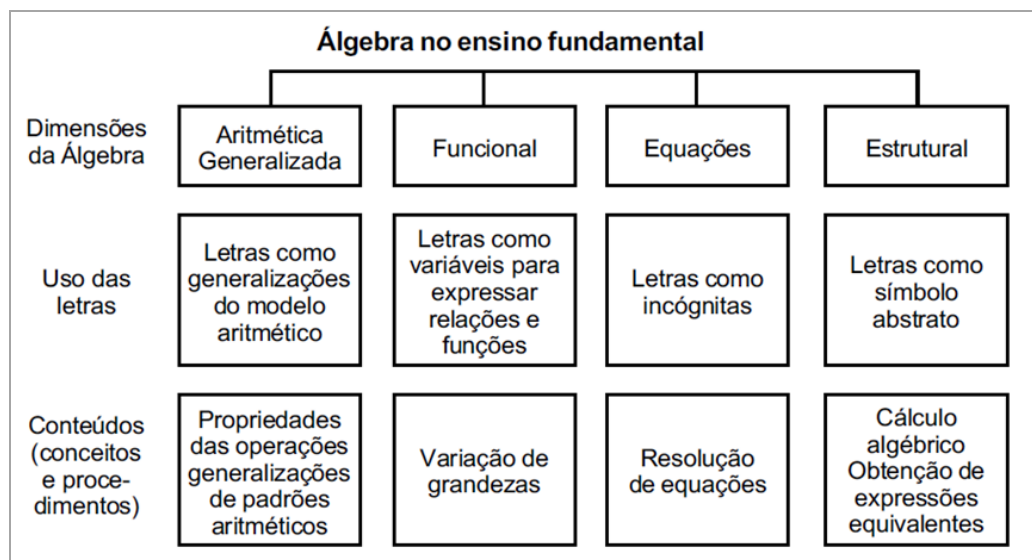 Álgebra no ensino fundamental
Dimensões
da Álgebra
Aritmética
Generalizada
Funcional
Equações
Estrutural
Uso das
letras
Letras como
generalizações
do modelo
aritmético
Letras como
variáveis para
expressar
relações e
funções
Letras como
incógnitas
Letras como
símbolo
abstrato
Conteúdos
(conceitos
e proce-
dimentos)
Propriedades
das operações
generalizações
de padrões
aritméticos
Variação de
grandezas
Resolução
de equações
Cálculo
algébrico
Obtenção de
expressões
equivalentes